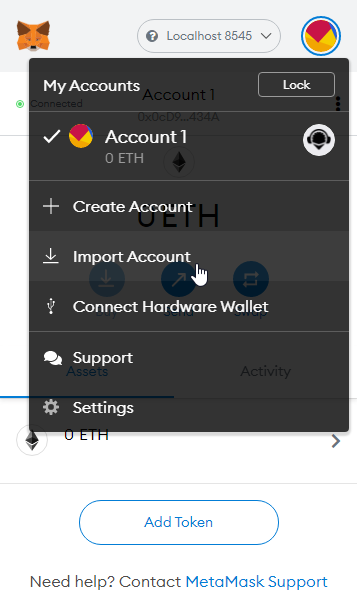 Localhost 8545
My Accounts
Lock
Connected
Account 1
0x0cD9...434A
Account 1
0 ETH
Create Account
0 ETH
Import Account
Connect Hardware Wallet
Support
Assets
Activity
Settings
0 ETH
Add Token
Need help? Contact MetaMask Support